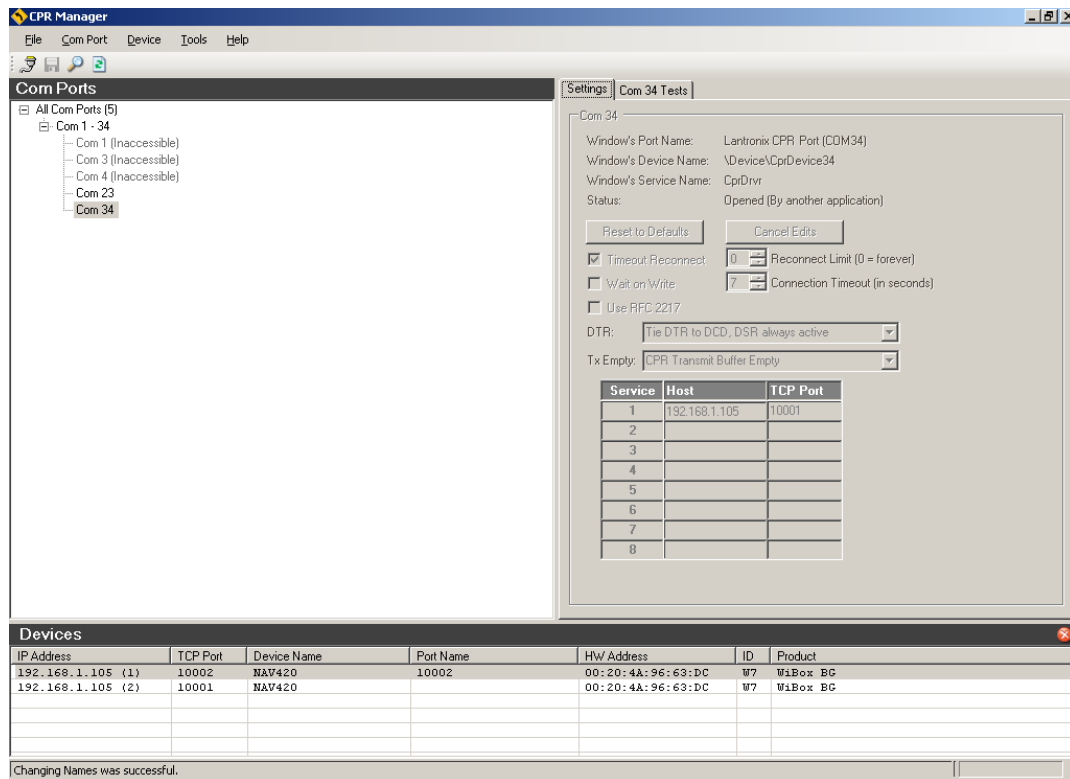 CPR Manager
File Com Port Device Tools Help
Com Ports
All Com Ports (5)
Com 1 - 34
Com 1 (Inaccessible)
Com 3 (Inaccessible)
Com 4 (Inaccessible)
Com 23
Com 34
Settings Com 34 Tests
Com 34
Window's Port Name: Lantronix CPR Port (COM34)
Window's Device Name: \Device\CprDevice34
Window's Service Name: CprDrvr
Status: Opened (By another application)
Reset to Defaults Cancel Edits
Timeout Reconnect 0 Reconnect Limit (0 = forever)
Wait on Write 7 Connection Timeout (in seconds)
Use RFC 2217
DTR: Tie DTR to DCD, DSR always active
Tx Empty: CPR Transmit Buffer Empty
Service Host TCP Port
1 192.168.1.105 10001
2
3
4
5
6
7
8
Devices
IP Address TCP Port Device Name Port Name HW Address ID Product
192.168.1.105 (1) 10002 NAV420 10002 00:20:4A:96:63:DC W7 WiBox BG
192.168.1.105 (2) 10001 NAV420 00:20:4A:96:63:DC W7 WiBox BG
Changing Names was successful.